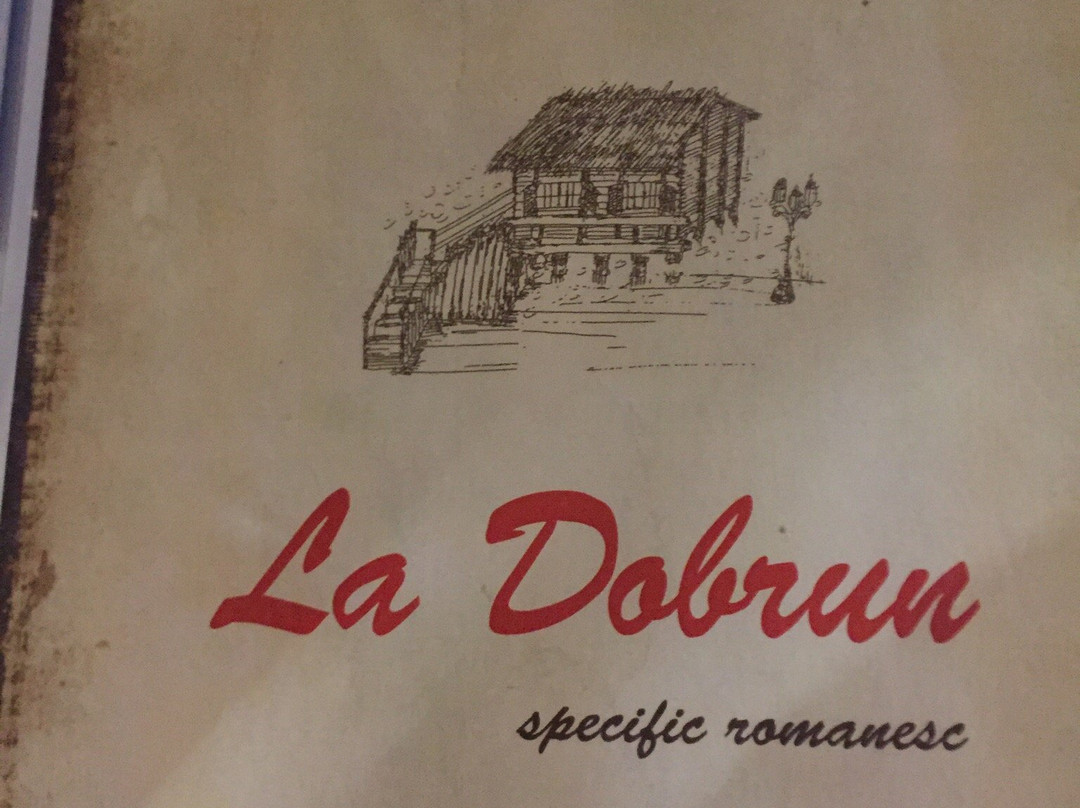 La Dobrun
specific romanesc